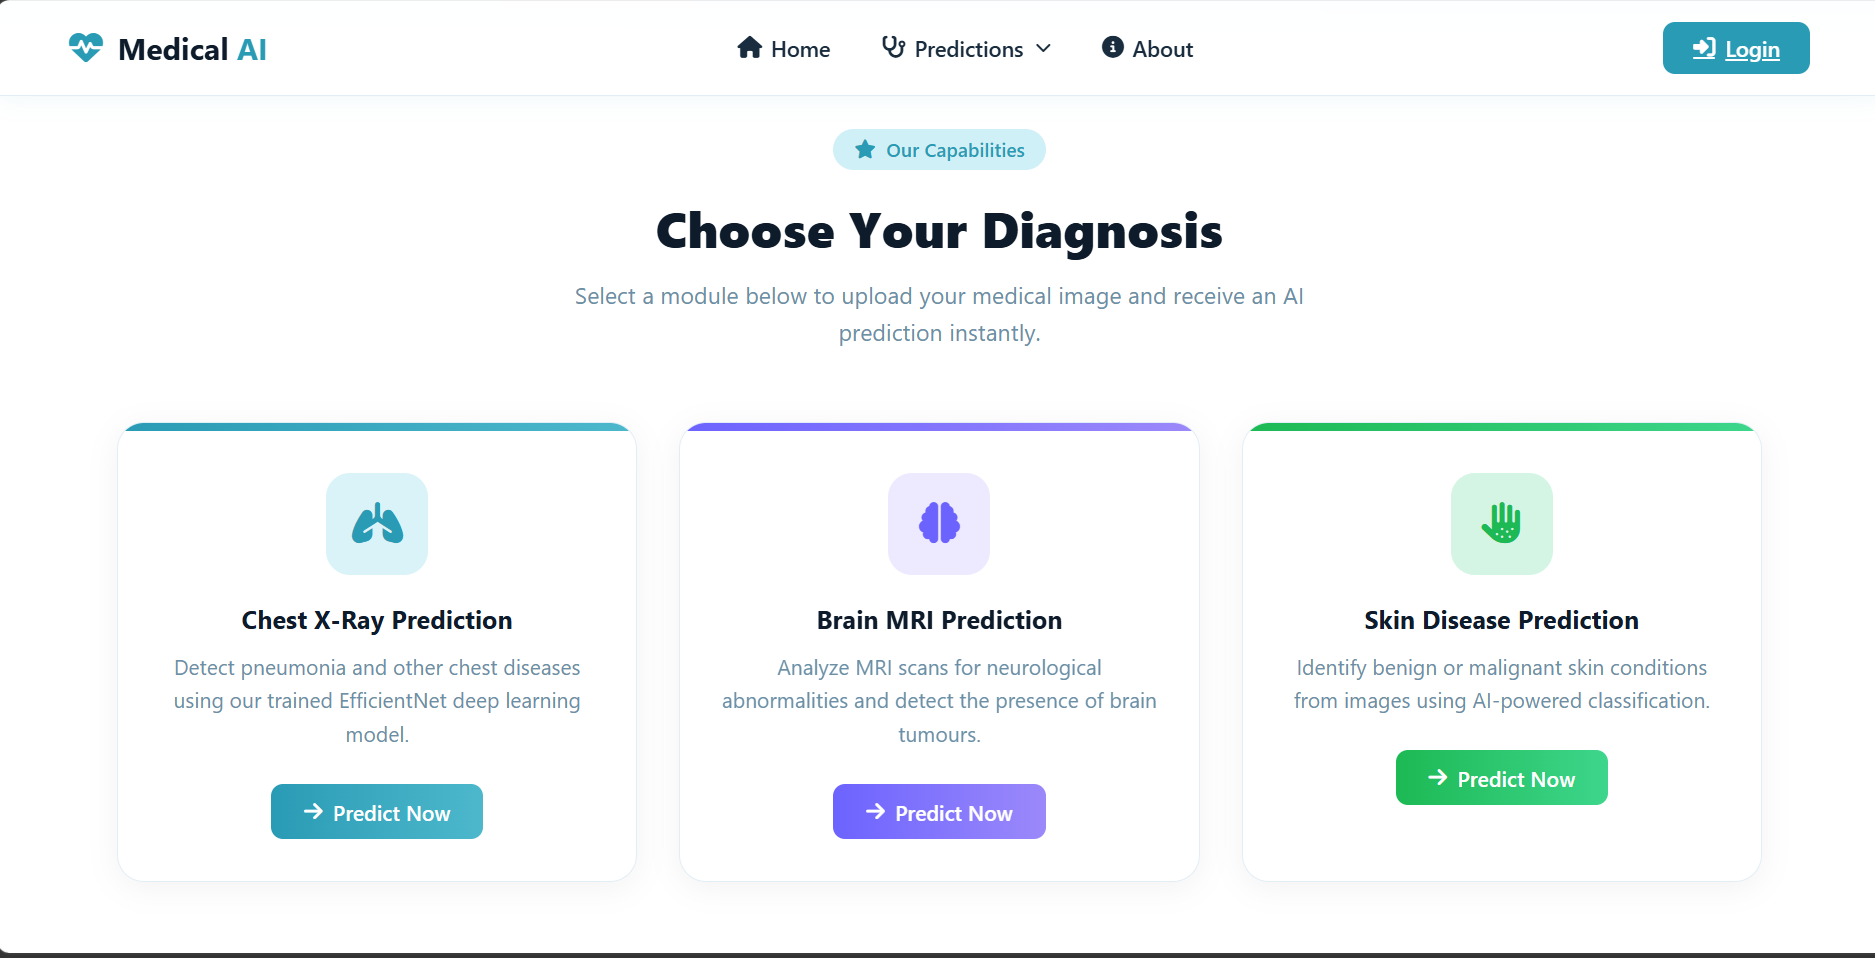 Medical AI
Home
Predictions
About
Login
Our Capabilities
Choose Your Diagnosis
Select a module below to upload your medical image and receive an AI
prediction instantly.
Chest X-Ray Prediction
Detect pneumonia and other chest diseases
using our trained EfficientNet deep learning
model.
Predict Now
Brain MRI Prediction
Analyze MRI scans for neurological
abnormalities and detect the presence of brain
tumours.
Predict Now
Skin Disease Prediction
Identify benign or malignant skin conditions
from images using AI-powered classification.
Predict Now